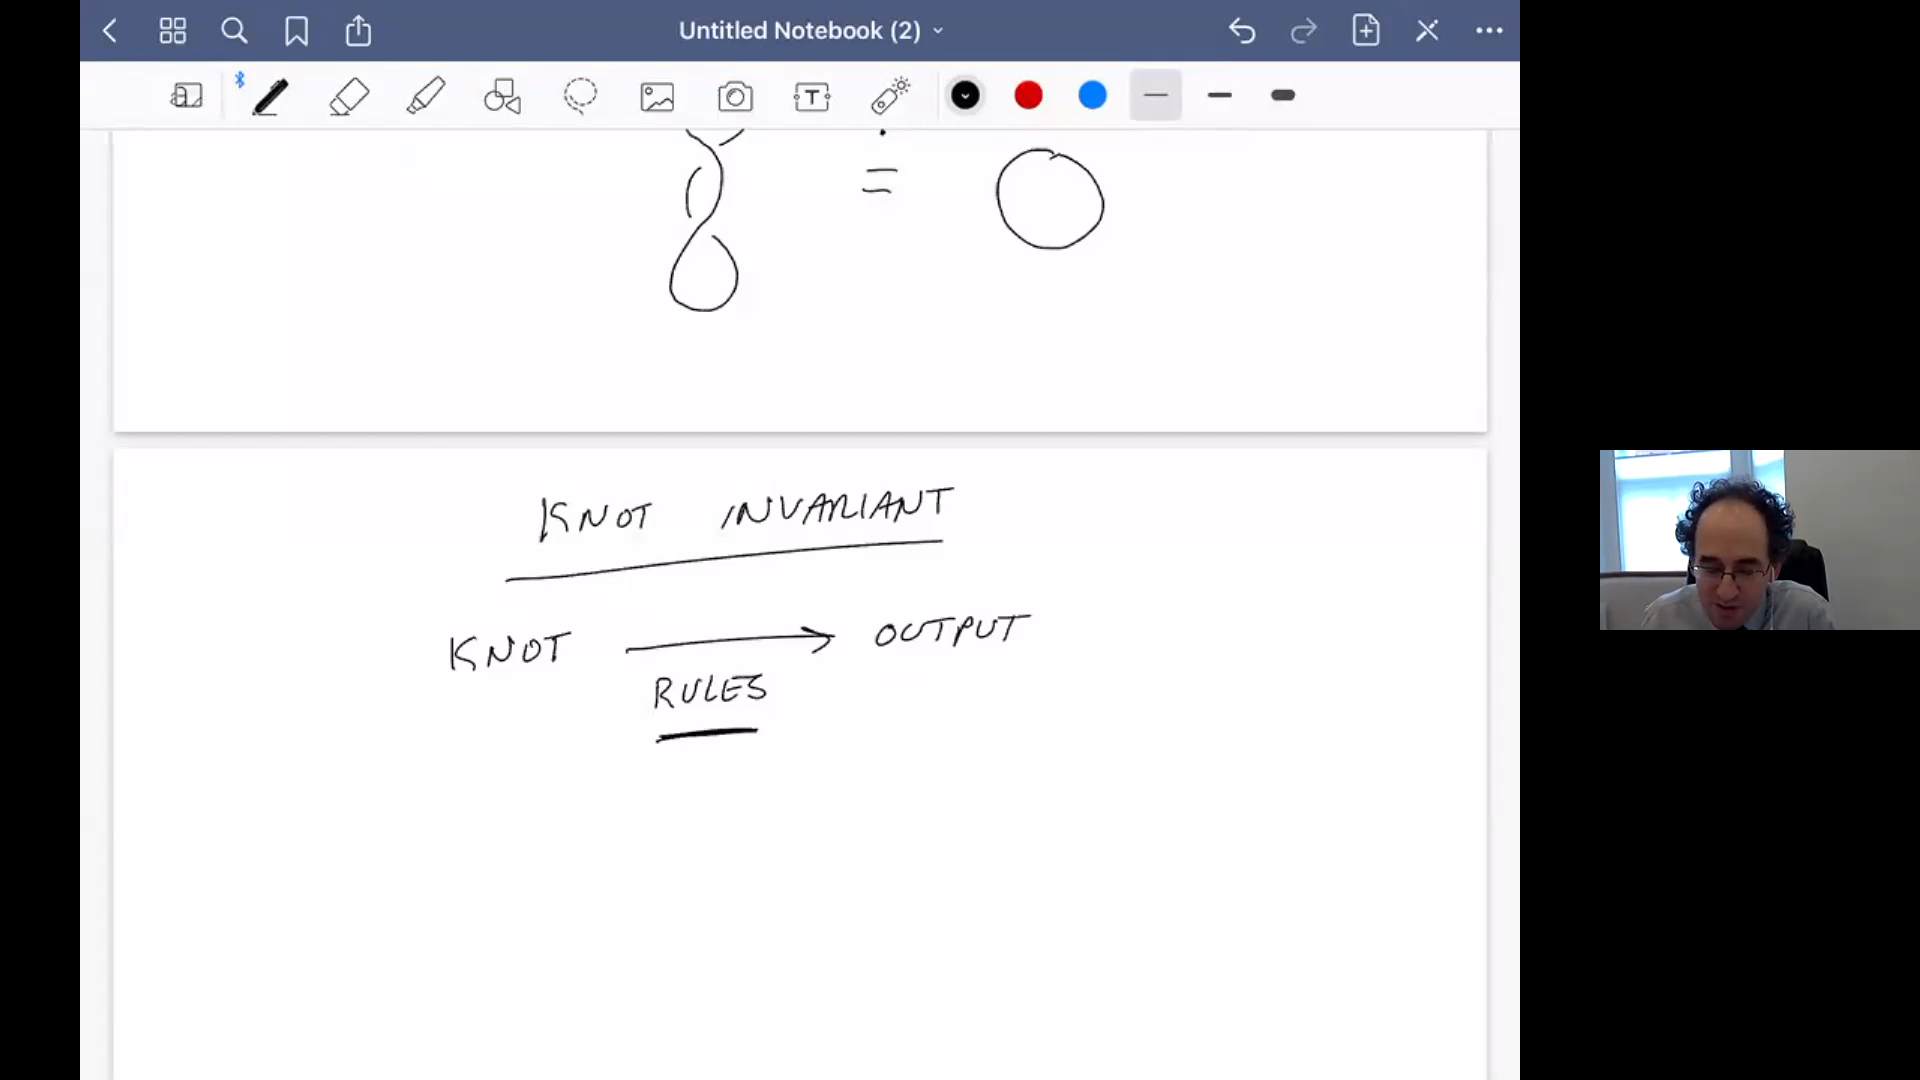 Untitled Notebook (2)
T
=
KNOT INVARIANT
KNOT → OUTPUT
RULES